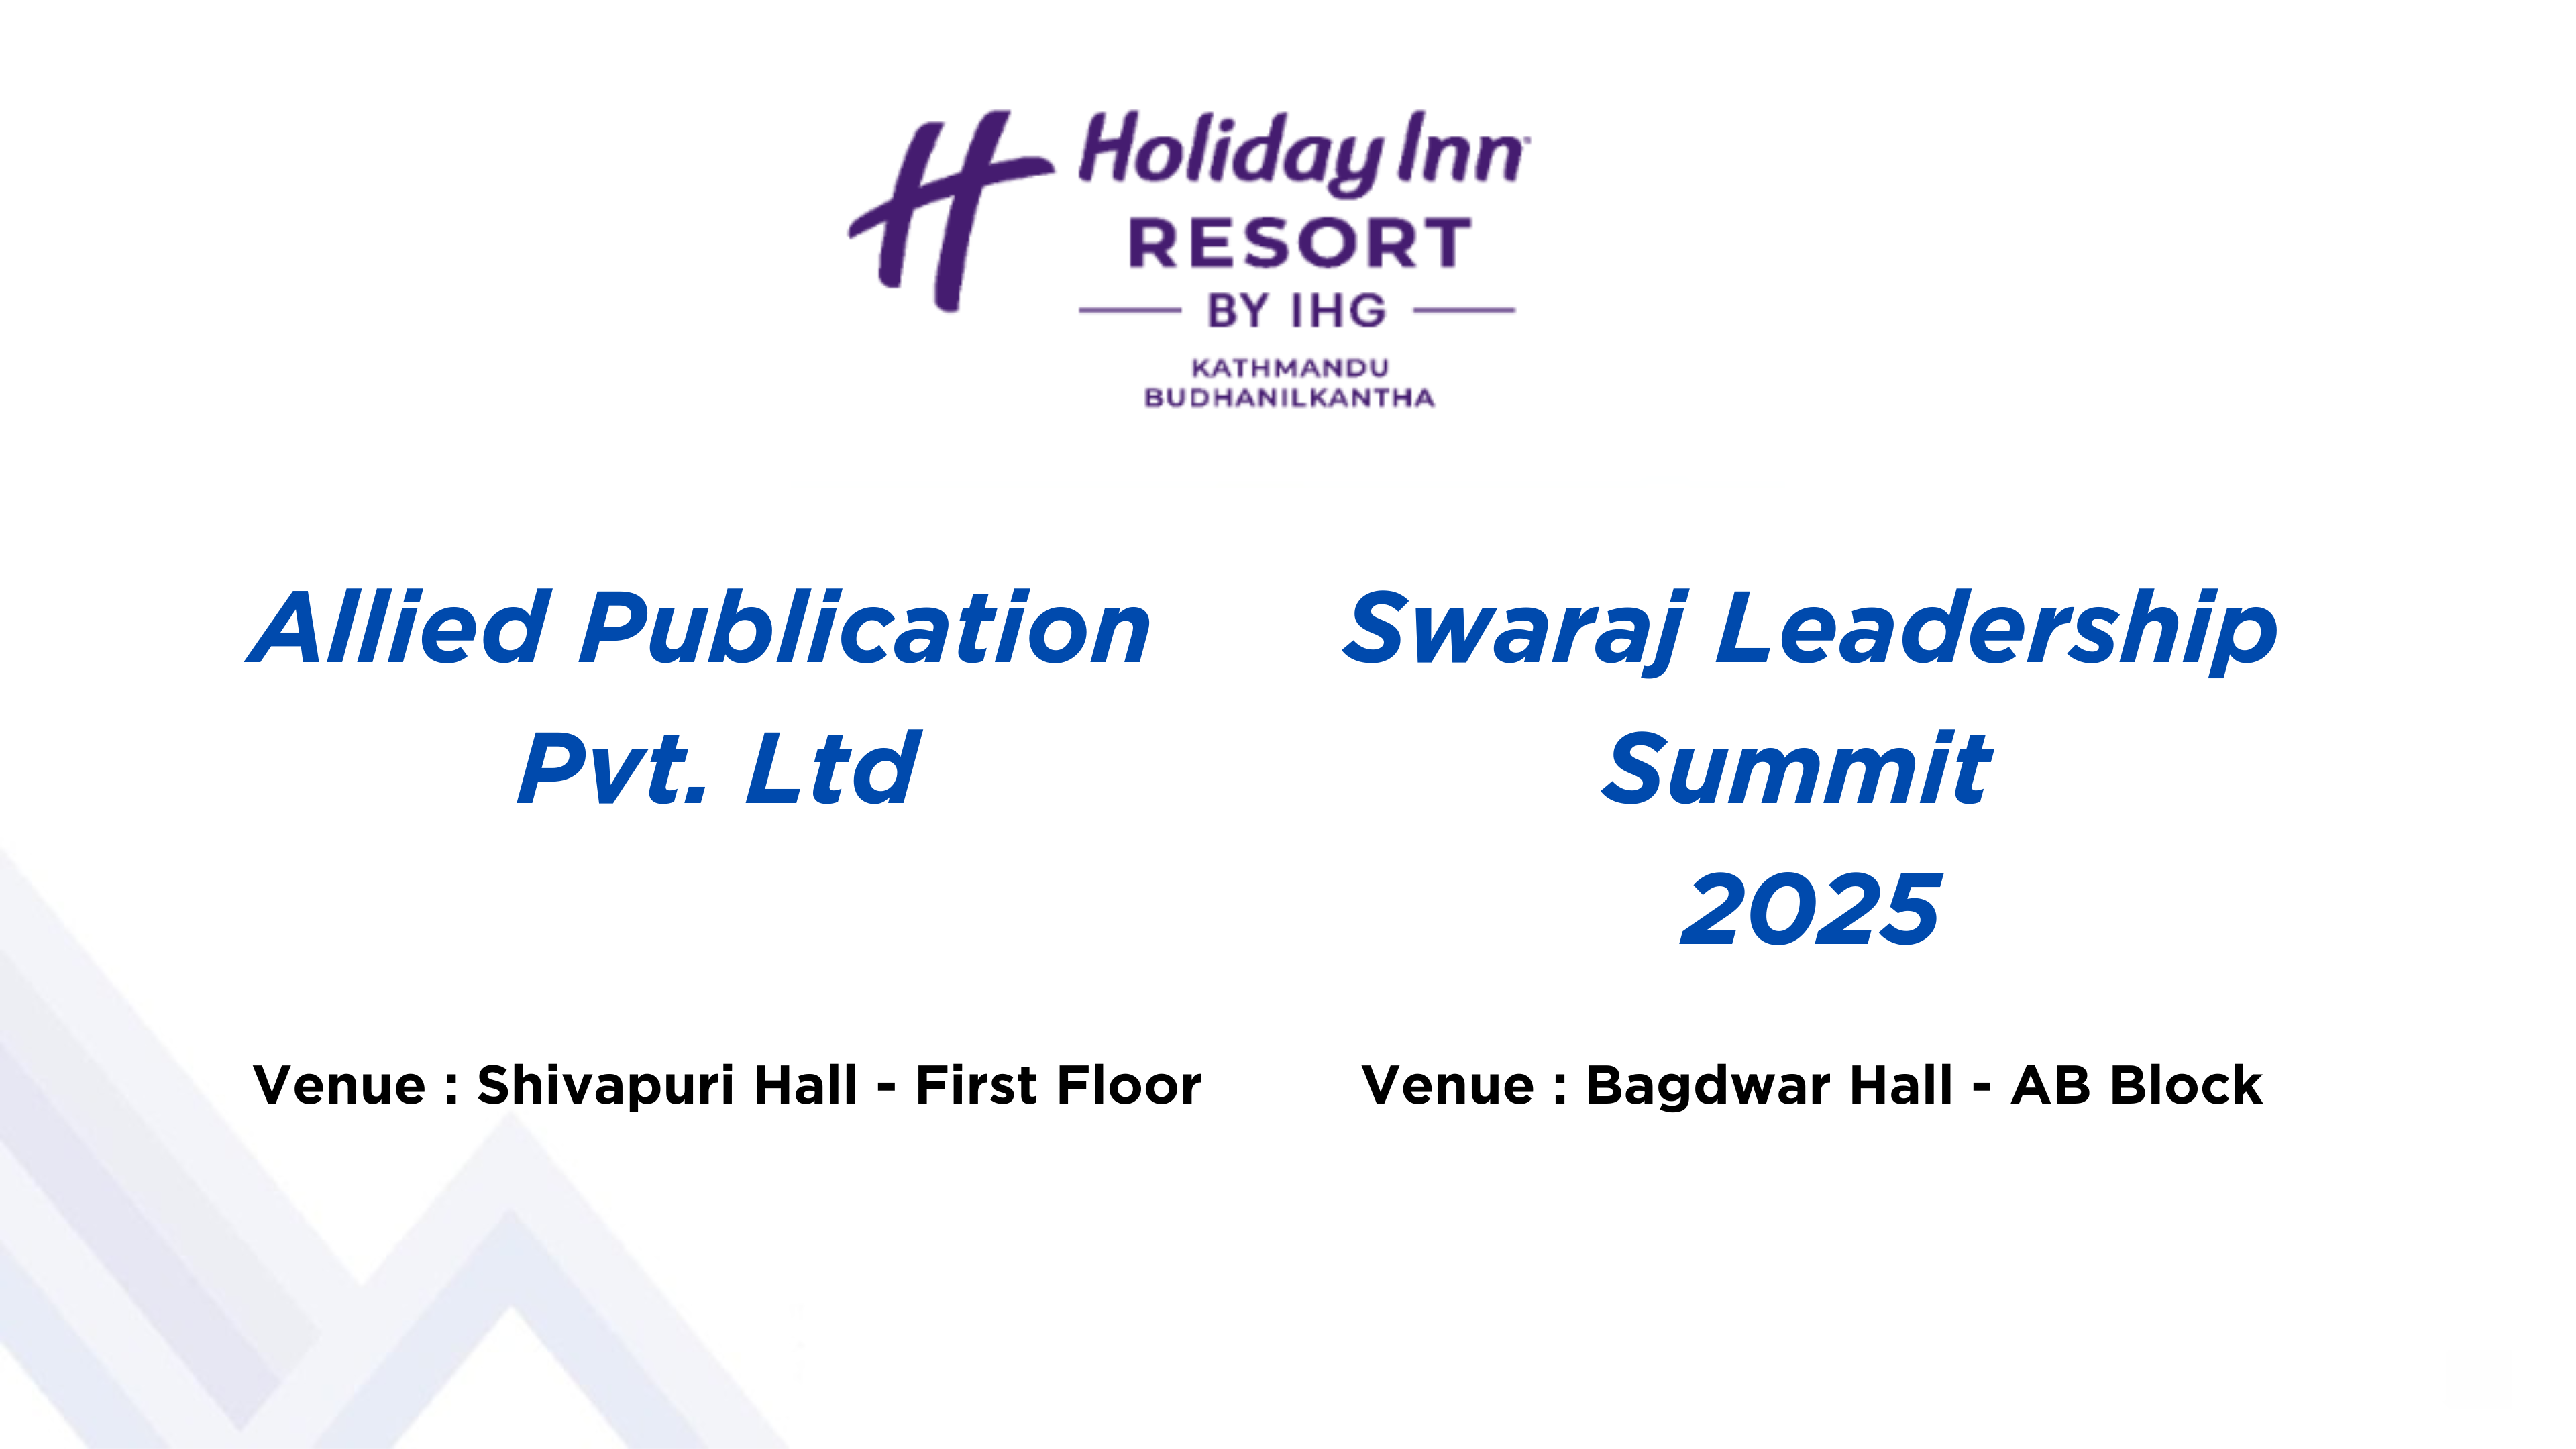 Holiday Inn
RESORT
BY IHG
KATHMANDU
BUDHANILKANTHA
Allied Publication
Pvt. Ltd
Venue : Shivapuri Hall - First Floor
Swaraj Leadership
Summit
2025
Venue : Bagdwar Hall - AB Block